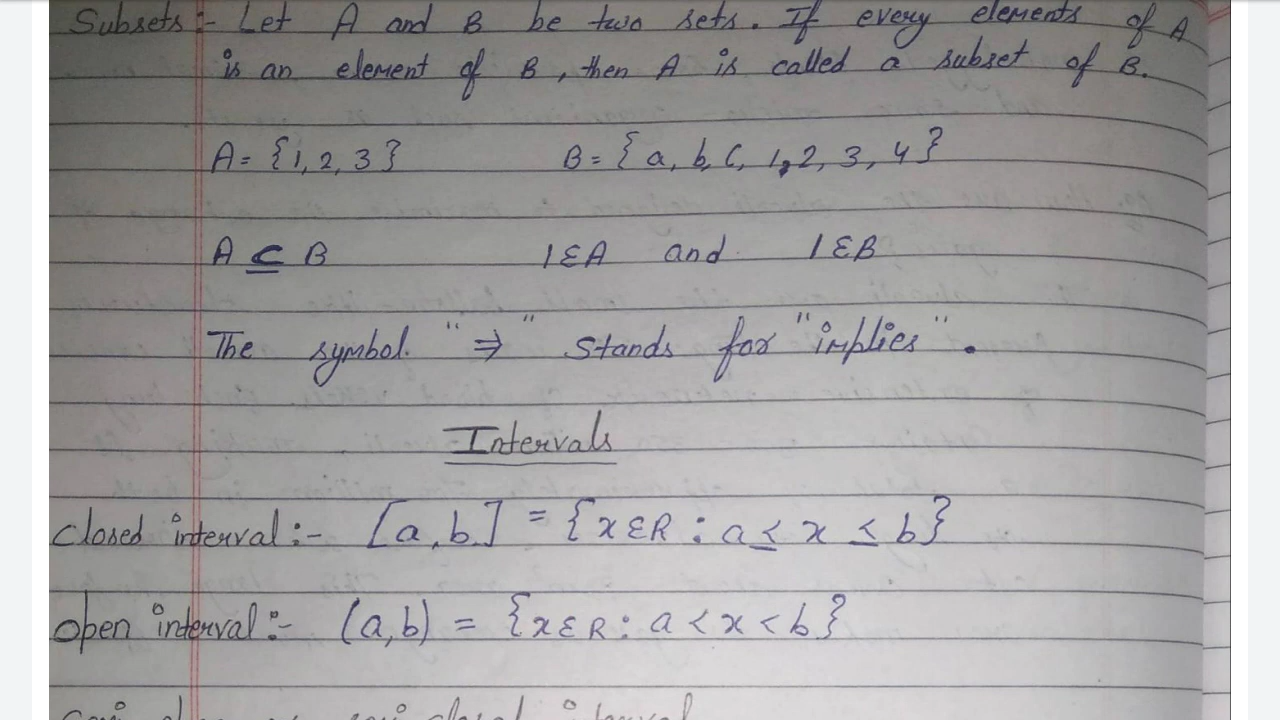 Subsets :- Let A and B be two sets. If every elements of A
is an element of B, then A is called a subset of B.
A = {1, 2, 3} B = {a, b, c, 1, 2, 3, 4}
A ⊆ B 1 ∈ A and 1 ∈ B
The symbol. "⇒" Stands for "implies".
Intervals
closed interval :- [a, b] = {x ∈ R : a ≤ x ≤ b}
open interval :- (a, b) = {x ∈ R : a < x < b}
closed interval